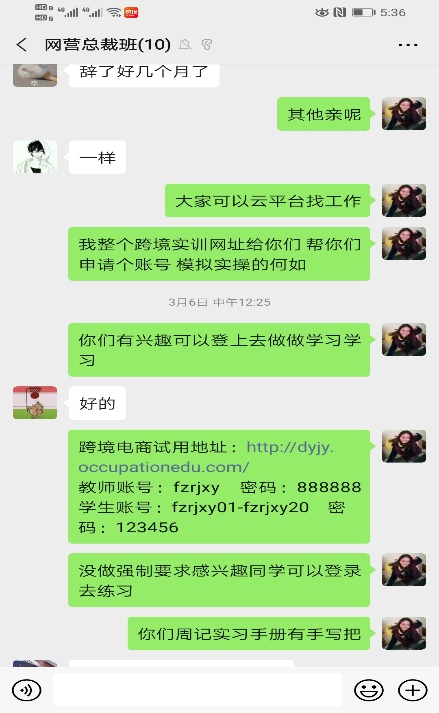 5:36
网营总裁班(10)
辞了好几个月了
其他亲呢
一样
大家可以云平台找工作
我整个跨境实训网址给你们 帮你们
申请个账号 模拟实操的何如
3月6日 中午12:25
你们有兴趣可以登上去做做学习学
习
好的
跨境电商试用地址：http://dyjy.
occupationedu.com/
教师账号：fzrjxy 密码：888888
学生账号：fzrjxy01-fzrjxy20 密
码：123456
没做强制要求感兴趣同学可以登录
去练习
你们周记实习手册有手写把